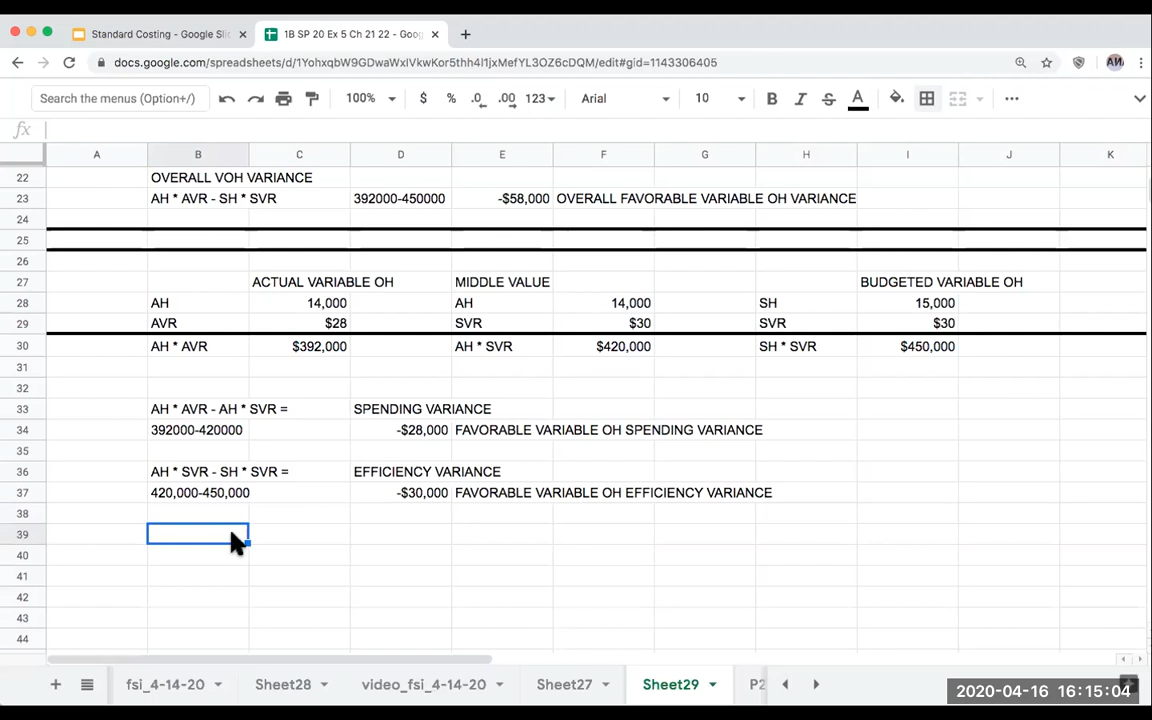 Standard Costing - Google Slid
1B SP 20 Ex 5 Ch 21 22 - Goog
docs.google.com/spreadsheets/d/1YohxqbW9GDwaWxIVkwKor5thh4l1jxMefYL3OZ6cDQM/edit#gid=1143306405
Search the menus (Option+/) 100% $ % .0 .00 123 Arial 10 B I S A
fx
A B C D E F G H I J K
22 OVERALL VOH VARIANCE
23 AH * AVR - SH * SVR 392000-450000 -$58,000 OVERALL FAVORABLE VARIABLE OH VARIANCE
24
25
26
27 ACTUAL VARIABLE OH MIDDLE VALUE BUDGETED VARIABLE OH
28 AH 14,000 AH 14,000 SH 15,000
29 AVR $28 SVR $30 SVR $30
30 AH * AVR $392,000 AH * SVR $420,000 SH * SVR $450,000
31
32
33 AH * AVR - AH * SVR = SPENDING VARIANCE
34 392000-420000 -$28,000 FAVORABLE VARIABLE OH SPENDING VARIANCE
35
36 AH * SVR - SH * SVR = EFFICIENCY VARIANCE
37 420,000-450,000 -$30,000 FAVORABLE VARIABLE OH EFFICIENCY VARIANCE
38
39
40
41
42
43
44
fsi_4-14-20 Sheet28 video_fsi_4-14-20 Sheet27 Sheet29 P2
2020-04-16 16:15:04